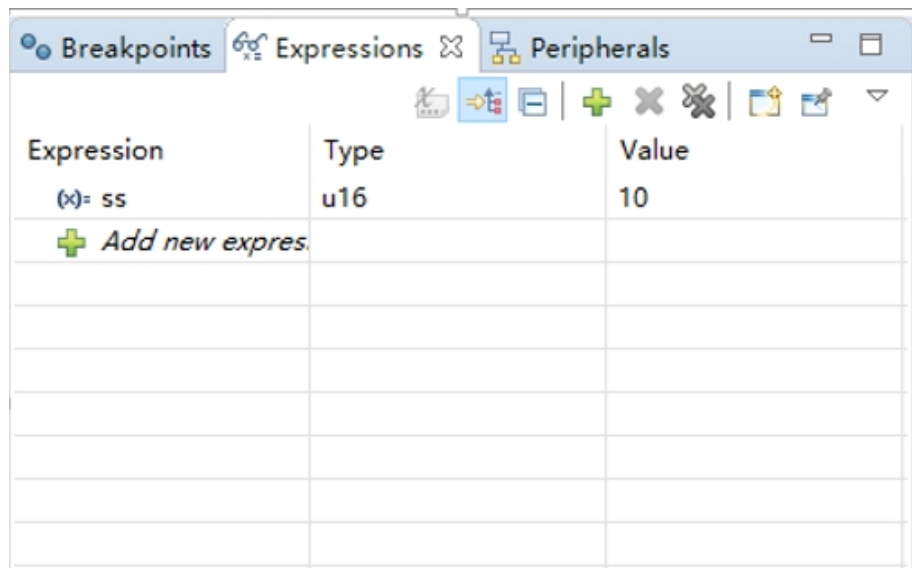 Breakpoints Expressions Peripherals
Expression Type Value
(x)= ss u16 10
Add new expres